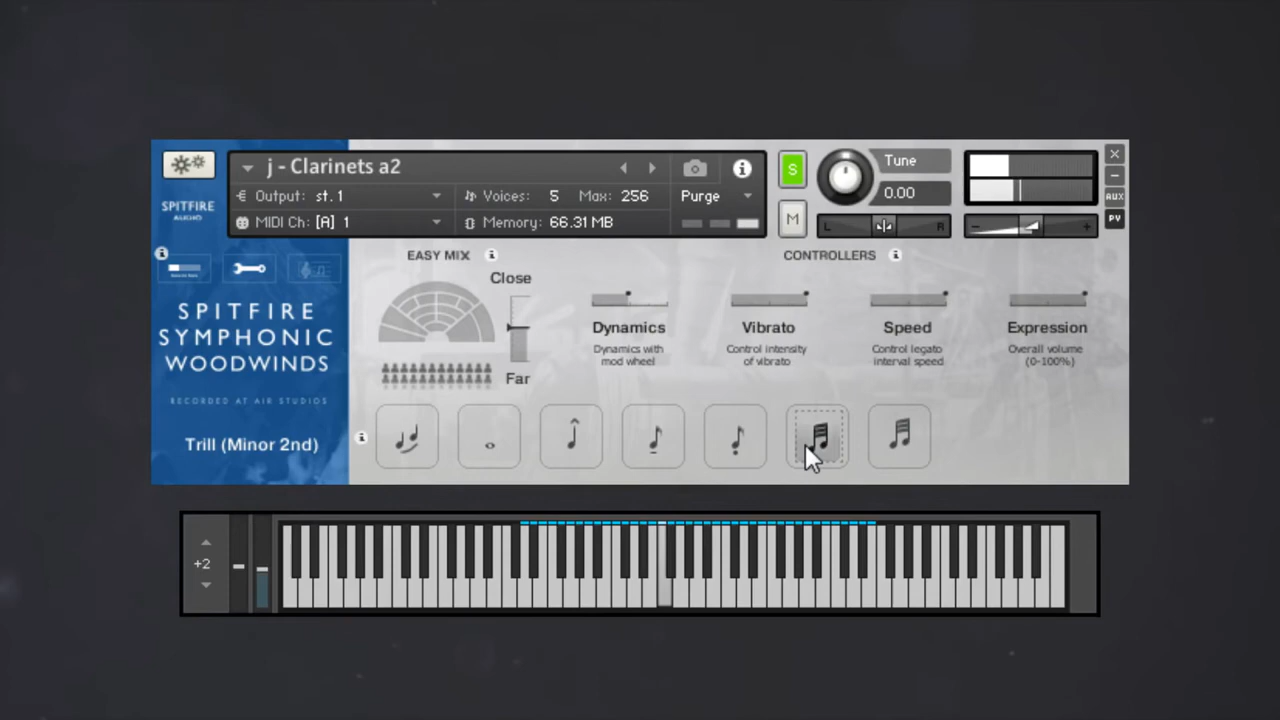 j - Clarinets a2
Output: st.1
Voices: 5 Max: 256
Purge
MIDI Ch: [A] 1
Memory: 66.31 MB
S
M
Tune
0.00
L R
- +
×
–
AUX
PV
SPITFIRE
AUDIO
SPITFIRE
SYMPHONIC
WOODWINDS
RECORDED AT AIR STUDIOS
Trill (Minor 2nd)
EASY MIX
Close
Far
CONTROLLERS
Dynamics
Dynamics with
mod wheel
Vibrato
Control intensity
of vibrato
Speed
Control legato
interval speed
Expression
Overall volume
(0-100%)
+2